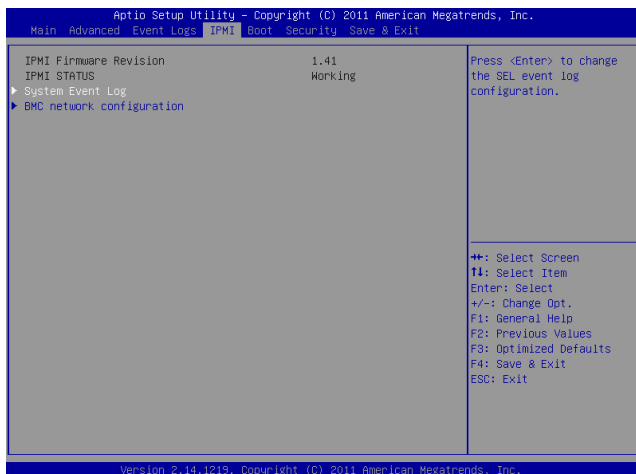 Aptio Setup Utility – Copyright (C) 2011 American Megatrends, Inc.
Main Advanced Event Logs IPMI Boot Security Save & Exit
IPMI Firmware Revision 1.41
IPMI STATUS Working
▶ System Event Log
▶ BMC network configuration
Press <Enter> to change
the SEL event log
configuration.
→←: Select Screen
↑↓: Select Item
Enter: Select
+/-: Change Opt.
F1: General Help
F2: Previous Values
F3: Optimized Defaults
F4: Save & Exit
ESC: Exit
Version 2.14.1219. Copyright (C) 2011 American Megatrends, Inc.